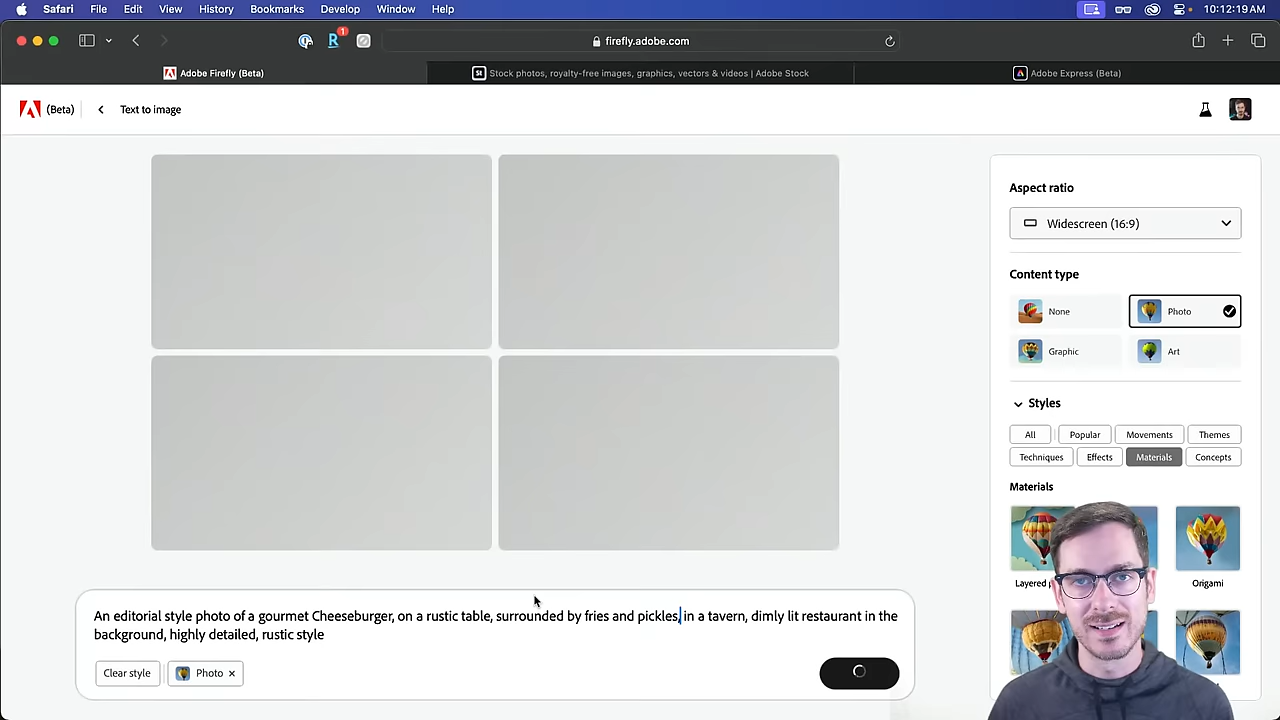 Safari File Edit View History Bookmarks Develop Window Help 10:12:19 AM
1
firefly.adobe.com
Adobe Firefly (Beta) Stock photos, royalty-free images, graphics, vectors & videos | Adobe Stock Adobe Express (Beta)
(Beta) Text to image
Aspect ratio
Widescreen (16:9)
Content type
None Photo
Graphic Art
Styles
All Popular Movements Themes
Techniques Effects Materials Concepts
Materials
Layered Origami
An editorial style photo of a gourmet Cheeseburger, on a rustic table, surrounded by fries and pickles, in a tavern, dimly lit restaurant in the
background, highly detailed, rustic style
Clear style Photo